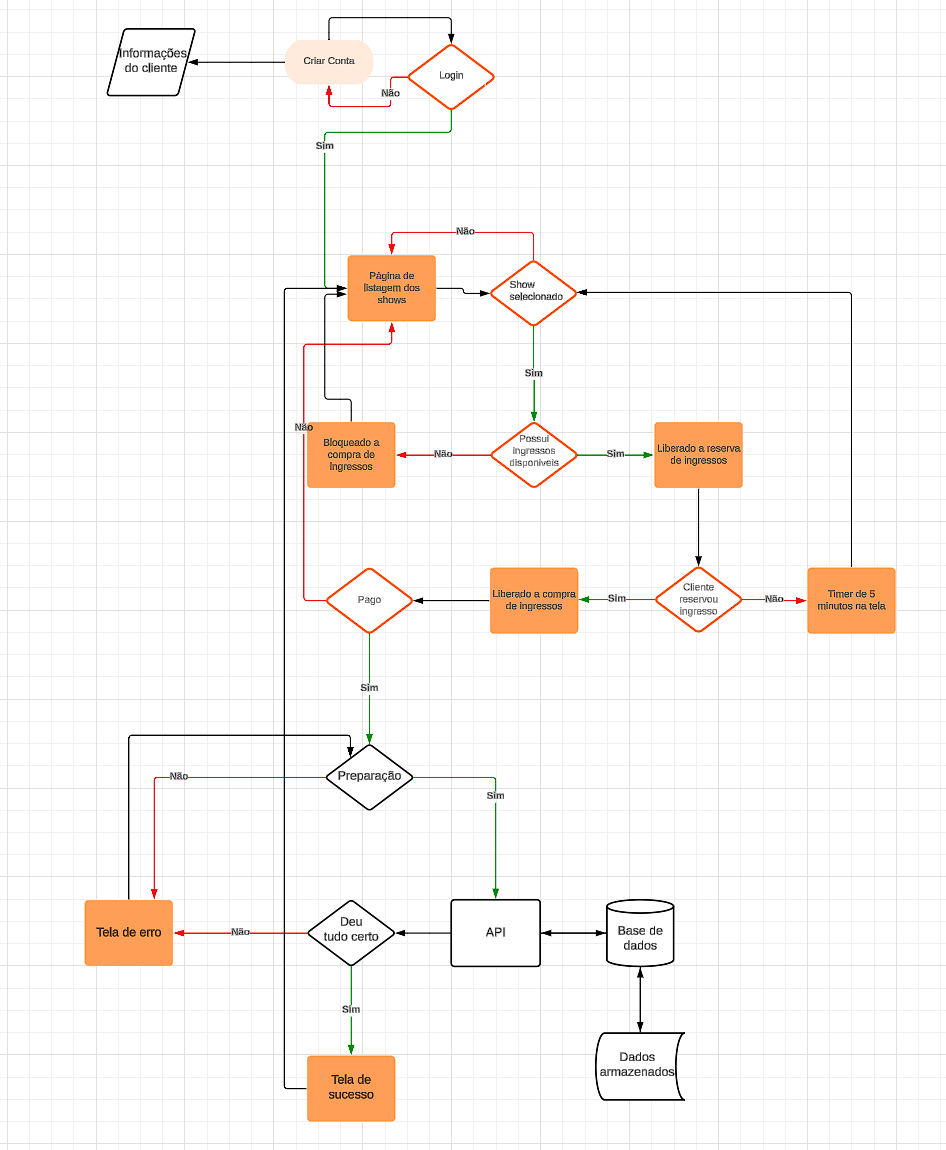 Informações
do cliente
Criar Conta
Login
Não
Sim
Não
Página de
listagem dos
shows
Show
selecionado
Sim
Não
Bloqueado a
compra de
ingressos
Não
Possui
ingressos
disponiveis
Sim
Liberado a reserva
de ingressos
Pago
Liberado a compra
de ingressos
Sim
Cliente
reservou
ingresso
Não
Timer de 5
minutos na tela
Sim
Não
Preparação
Sim
Tela de erro
Não
Deu
tudo certo
API
Base de
dados
Sim
Dados
armazenados
Tela de
sucesso